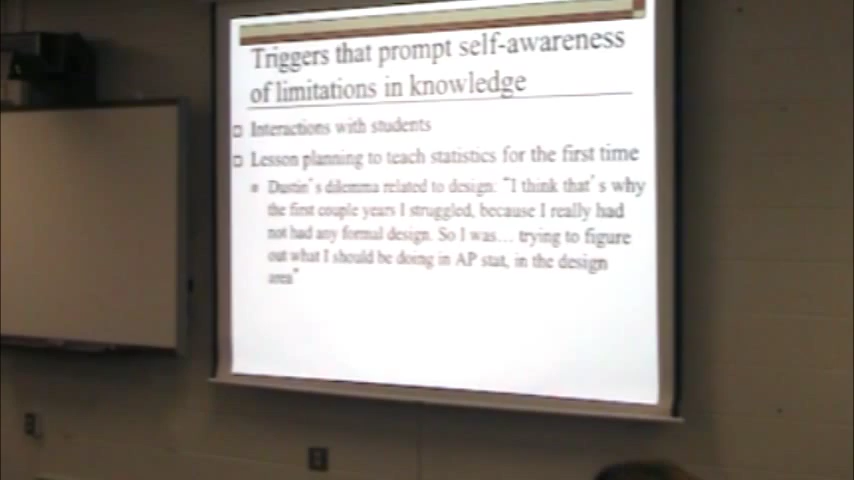 Triggers that prompt self-awareness
of limitations in knowledge
Interactions with students
Lesson planning to teach statistics for the first time
Dustin's dilemma related to design: "I think that's why
the first couple years I struggled, because I really had
not had any formal design. So I was... trying to figure
out what I should be doing in AP stat, in the design
area"